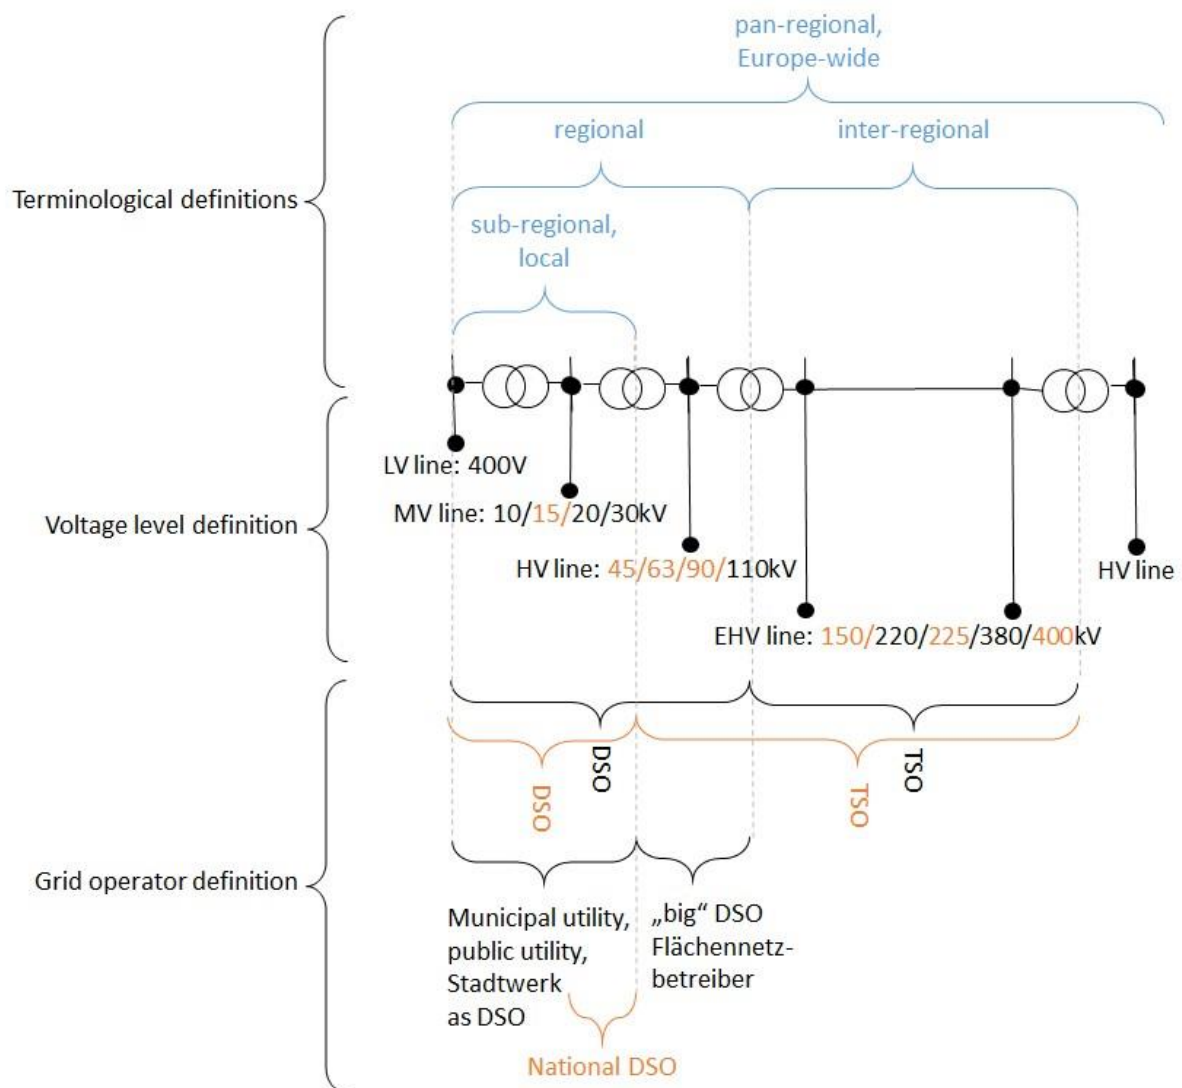 pan-regional,
Europe-wide
regional
inter-regional
Terminological definitions
sub-regional,
local
LV line: 400V
MV line: 10/15/20/30kV
Voltage level definition
HV line: 45/63/90/110kV
HV line
EHV line: 150/220/225/380/400kV
DSO
TSO
DSO
TSO
Grid operator definition
Municipal utility,
public utility,
Stadtwerk
as DSO
„big“ DSO
Flächennetz-
betreiber
National DSO